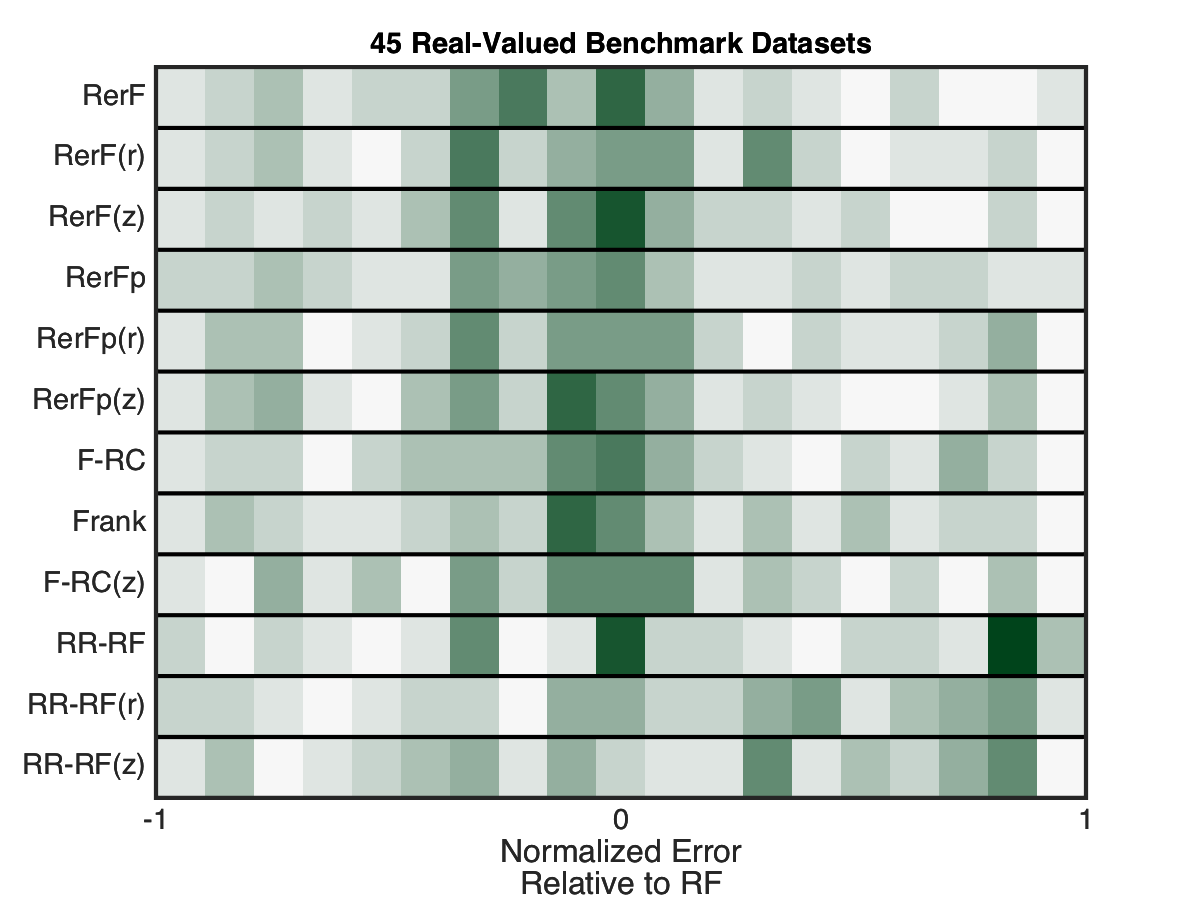 45 Real-Valued Benchmark Datasets
RerF
RerF(r)
RerF(z)
RerFp
RerFp(r)
RerFp(z)
F-RC
Frank
F-RC(z)
RR-RF
RR-RF(r)
RR-RF(z)
-1 0 1
Normalized Error
Relative to RF